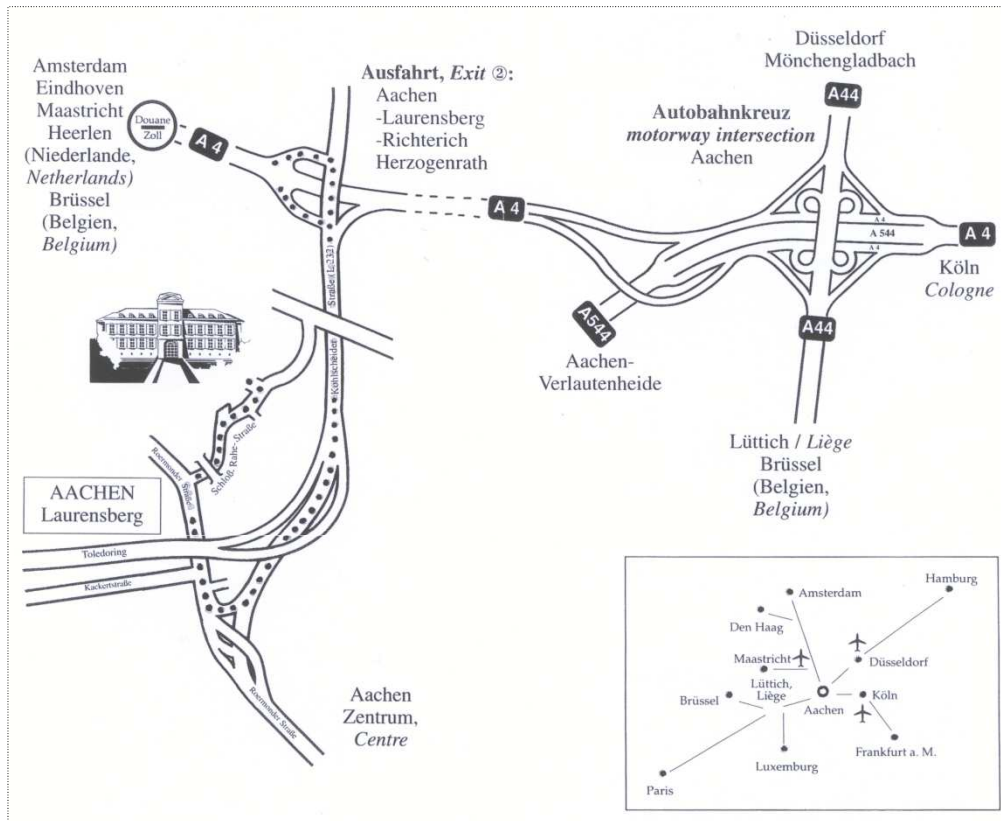 Amsterdam
Eindhoven
Maastricht
Heerlen
(Niederlande,
Netherlands)
Brüssel
(Belgien,
Belgium)
Douane
Zoll
A 4
Ausfahrt, Exit ②:
Aachen
-Laurensberg
-Richterich
Herzogenrath
Düsseldorf
Mönchengladbach
A44
Autobahnkreuz
motorway intersection
Aachen
A 4
A 4
A 544
A 4
A 4
Köln
Cologne
A544
Aachen-
Verlautenheide
A44
Lüttich / Liège
Brüssel
(Belgien,
Belgium)
Kohlscheider
Straße (L232)
Schloß-Rahe-Straße
Roermonder
Straße
AACHEN
Laurensberg
Toledoring
Kackertstraße
Roermonder Straße
Aachen
Zentrum,
Centre
Hamburg
Amsterdam
Den Haag
Maastricht
Düsseldorf
Lüttich,
Liège
Brüssel
Aachen
Köln
Frankfurt a. M.
Luxemburg
Paris